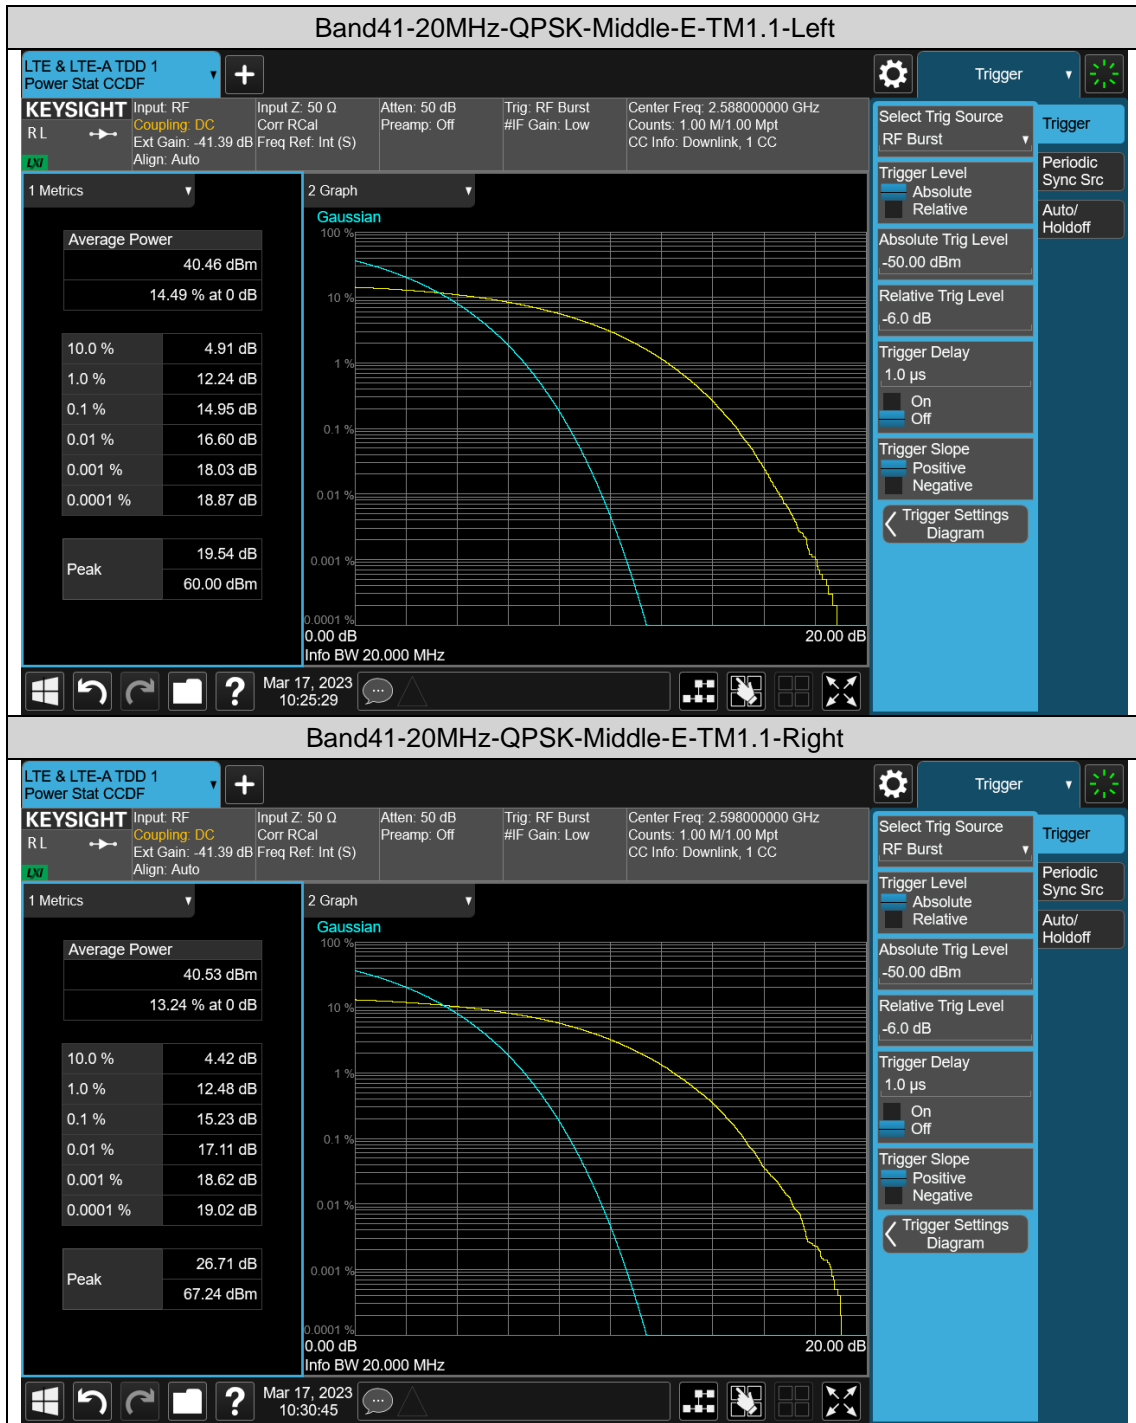 Band41-20MHz-QPSK-Middle-E-TM1.1-Left
LTE & LTE-A TDD 1
Power Stat CCDF
Trigger
KEYSIGHT
R L
LXI
Input: RF
Coupling: DC
Ext Gain: -41.39 dB
Align: Auto
Input Z: 50 Ω
Corr RCal
Freq Ref: Int (S)
Atten: 50 dB
Preamp: Off
Trig: RF Burst
#IF Gain: Low
Center Freq: 2.588000000 GHz
Counts: 1.00 M/1.00 Mpt
CC Info: Downlink, 1 CC
1 Metrics
Average Power
40.46 dBm
14.49 % at 0 dB
10.0 % 4.91 dB
1.0 % 12.24 dB
0.1 % 14.95 dB
0.01 % 16.60 dB
0.001 % 18.03 dB
0.0001 % 18.87 dB
Peak
19.54 dB
60.00 dBm
2 Graph
Gaussian
100 %
10 %
1 %
0.1 %
0.01 %
0.001 %
0.0001 %
0.00 dB
20.00 dB
Info BW 20.000 MHz
Select Trig Source
RF Burst
Trigger Level
Absolute
Relative
Absolute Trig Level
-50.00 dBm
Relative Trig Level
-6.0 dB
Trigger Delay
1.0 µs
On
Off
Trigger Slope
Positive
Negative
Trigger Settings
Diagram
Trigger
Periodic
Sync Src
Auto/
Holdoff
?
Mar 17, 2023
10:25:29
Band41-20MHz-QPSK-Middle-E-TM1.1-Right
LTE & LTE-A TDD 1
Power Stat CCDF
Trigger
KEYSIGHT
R L
LXI
Input: RF
Coupling: DC
Ext Gain: -41.39 dB
Align: Auto
Input Z: 50 Ω
Corr RCal
Freq Ref: Int (S)
Atten: 50 dB
Preamp: Off
Trig: RF Burst
#IF Gain: Low
Center Freq: 2.598000000 GHz
Counts: 1.00 M/1.00 Mpt
CC Info: Downlink, 1 CC
1 Metrics
Average Power
40.53 dBm
13.24 % at 0 dB
10.0 % 4.42 dB
1.0 % 12.48 dB
0.1 % 15.23 dB
0.01 % 17.11 dB
0.001 % 18.62 dB
0.0001 % 19.02 dB
Peak
26.71 dB
67.24 dBm
2 Graph
Gaussian
100 %
10 %
1 %
0.1 %
0.01 %
0.001 %
0.0001 %
0.00 dB
20.00 dB
Info BW 20.000 MHz
Select Trig Source
RF Burst
Trigger Level
Absolute
Relative
Absolute Trig Level
-50.00 dBm
Relative Trig Level
-6.0 dB
Trigger Delay
1.0 µs
On
Off
Trigger Slope
Positive
Negative
Trigger Settings
Diagram
Trigger
Periodic
Sync Src
Auto/
Holdoff
?
Mar 17, 2023
10:30:45